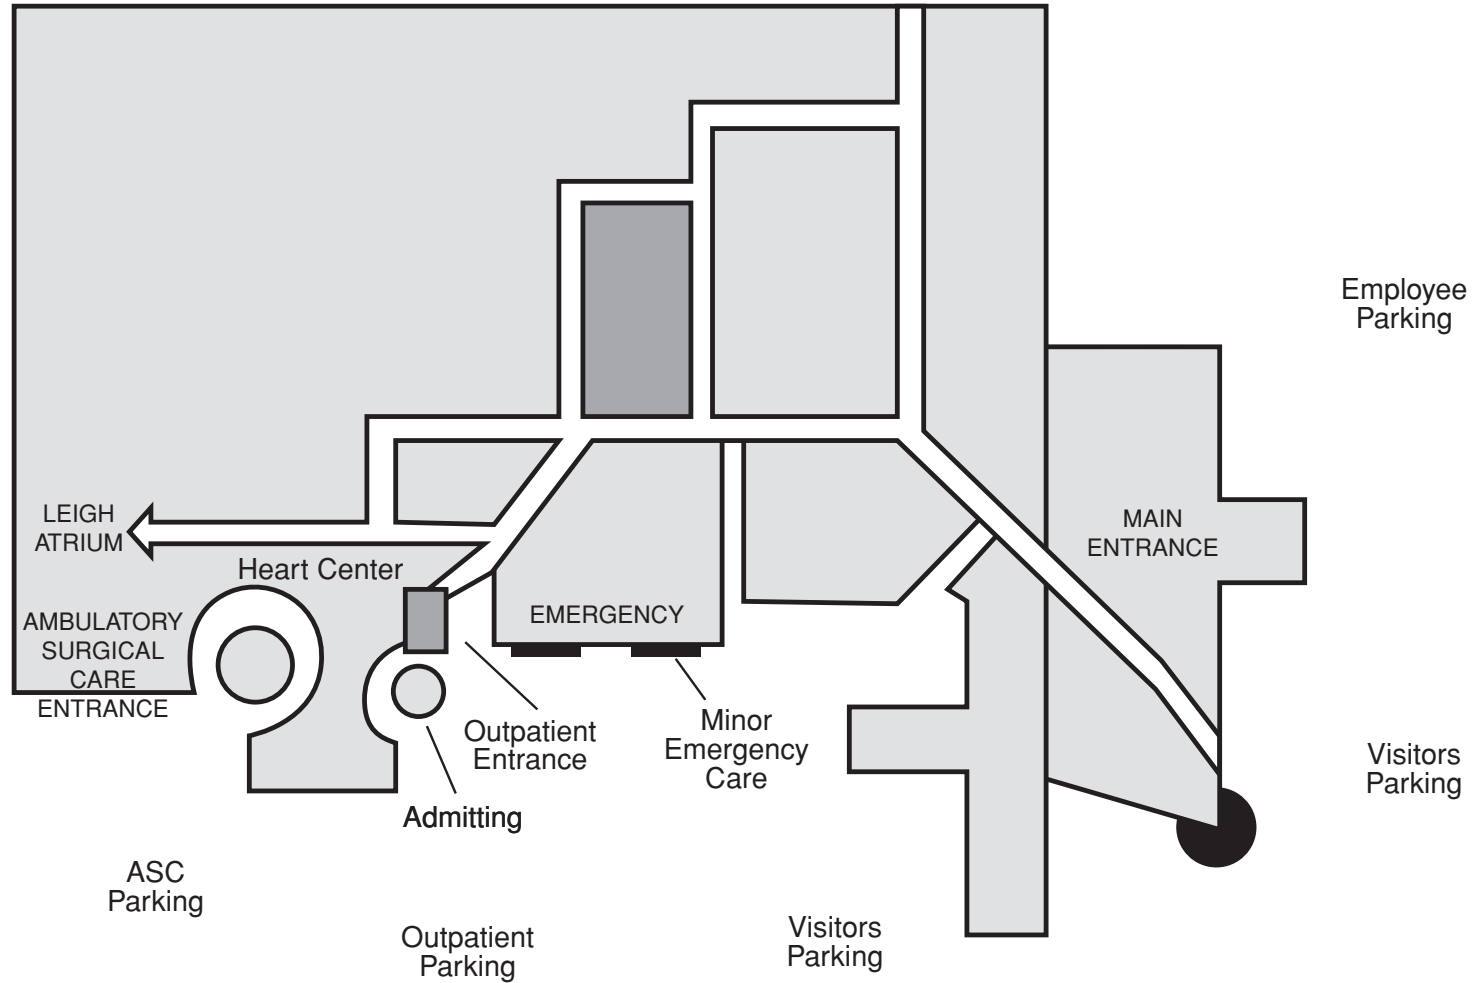 Employee
Parking
LEIGH
ATRIUM
MAIN
ENTRANCE
Heart Center
AMBULATORY
SURGICAL
CARE
ENTRANCE
EMERGENCY
Outpatient
Entrance
Minor
Emergency
Care
Visitors
Parking
Admitting
ASC
Parking
Outpatient
Parking
Visitors
Parking